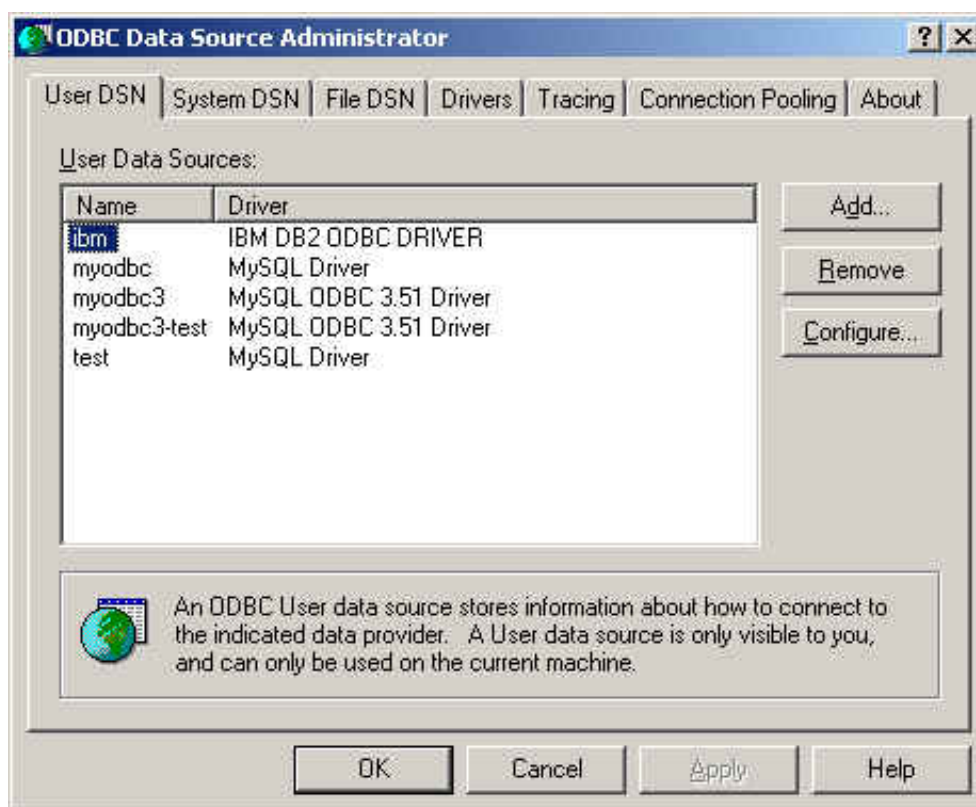 ODBC Data Source Administrator
User DSN System DSN File DSN Drivers Tracing Connection Pooling About
User Data Sources:
Name Driver
ibm IBM DB2 ODBC DRIVER
myodbc MySQL Driver
myodbc3 MySQL ODBC 3.51 Driver
myodbc3-test MySQL ODBC 3.51 Driver
test MySQL Driver
Add...
Remove
Configure...
An ODBC User data source stores information about how to connect to
the indicated data provider. A User data source is only visible to you,
and can only be used on the current machine.
OK Cancel Apply Help